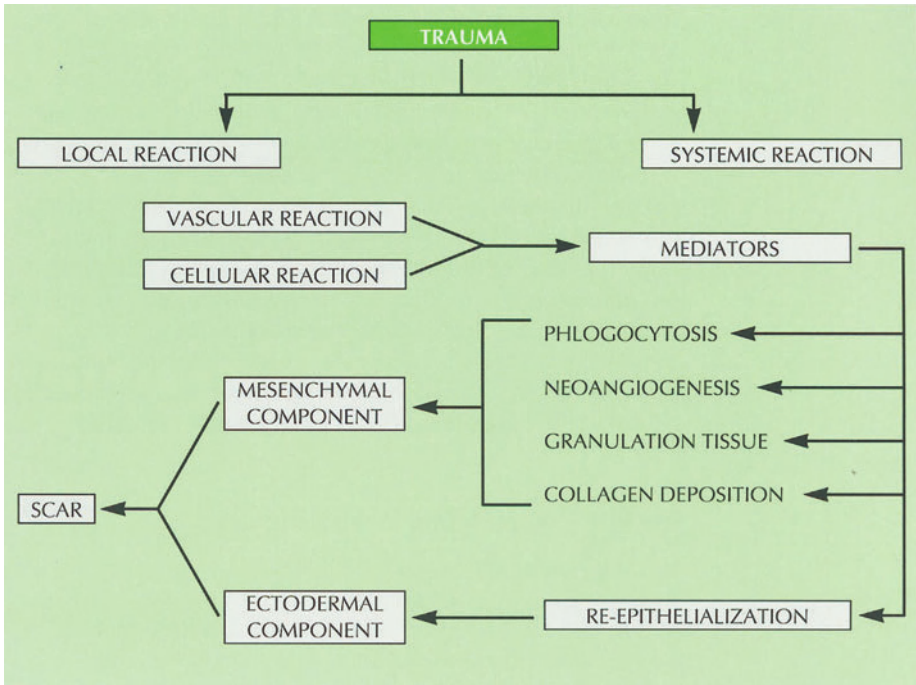 TRAUMA
LOCAL REACTION
SYSTEMIC REACTION
VASCULAR REACTION
CELLULAR REACTION
MEDIATORS
PHLOGOCYTOSIS
NEOANGIOGENESIS
GRANULATION TISSUE
COLLAGEN DEPOSITION
MESENCHYMAL
COMPONENT
SCAR
ECTODERMAL
COMPONENT
RE-EPITHELIALIZATION